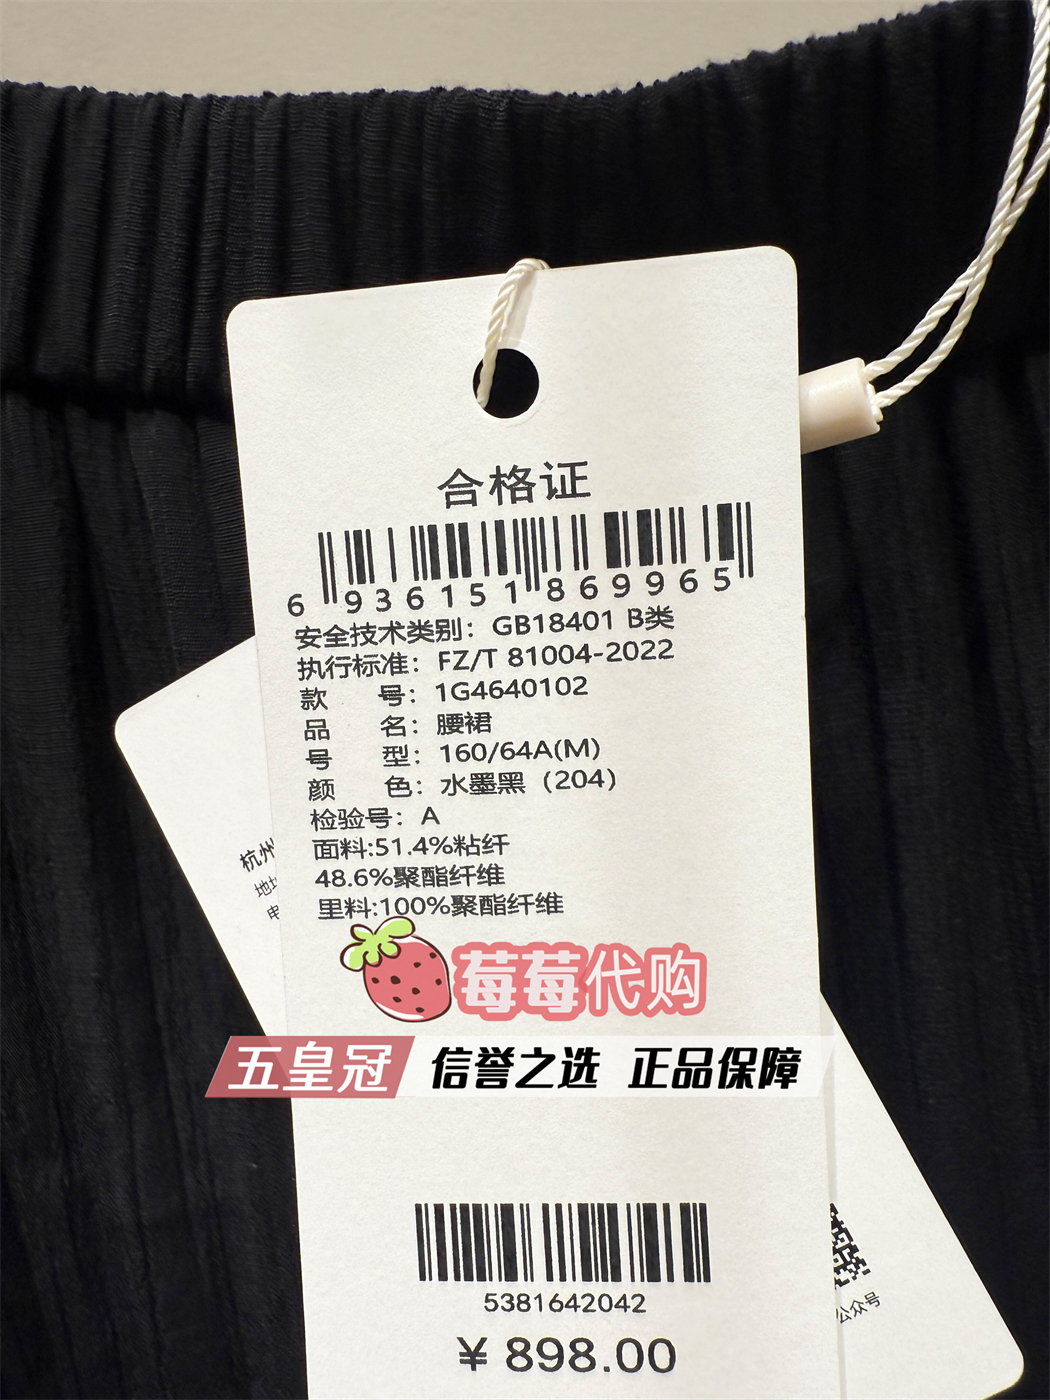 合格证
6 936151 869965
安全技术类别：GB18401 B类
执行标准：FZ/T 81004-2022
款 号：1G4640102
品 名：腰裙
号 型：160/64A(M)
颜 色：水墨黑（204）
检验号：A
面料:51.4%粘纤
48.6%聚酯纤维
里料:100%聚酯纤维
杭州
地址
电
莓莓代购
五皇冠 信誉之选 正品保障
5381642042
¥ 898.00
公众号